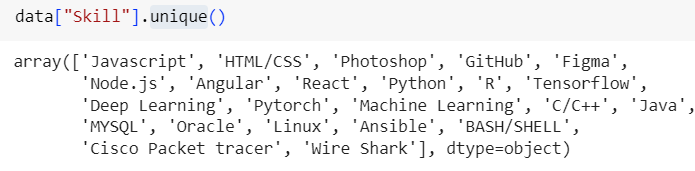 data["Skill"].unique()
array(['Javascript', 'HTML/CSS', 'Photoshop', 'GitHub', 'Figma',
'Node.js', 'Angular', 'React', 'Python', 'R', 'Tensorflow',
'Deep Learning', 'Pytorch', 'Machine Learning', 'C/C++', 'Java',
'MYSQL', 'Oracle', 'Linux', 'Ansible', 'BASH/SHELL',
'Cisco Packet tracer', 'Wire Shark'], dtype=object)